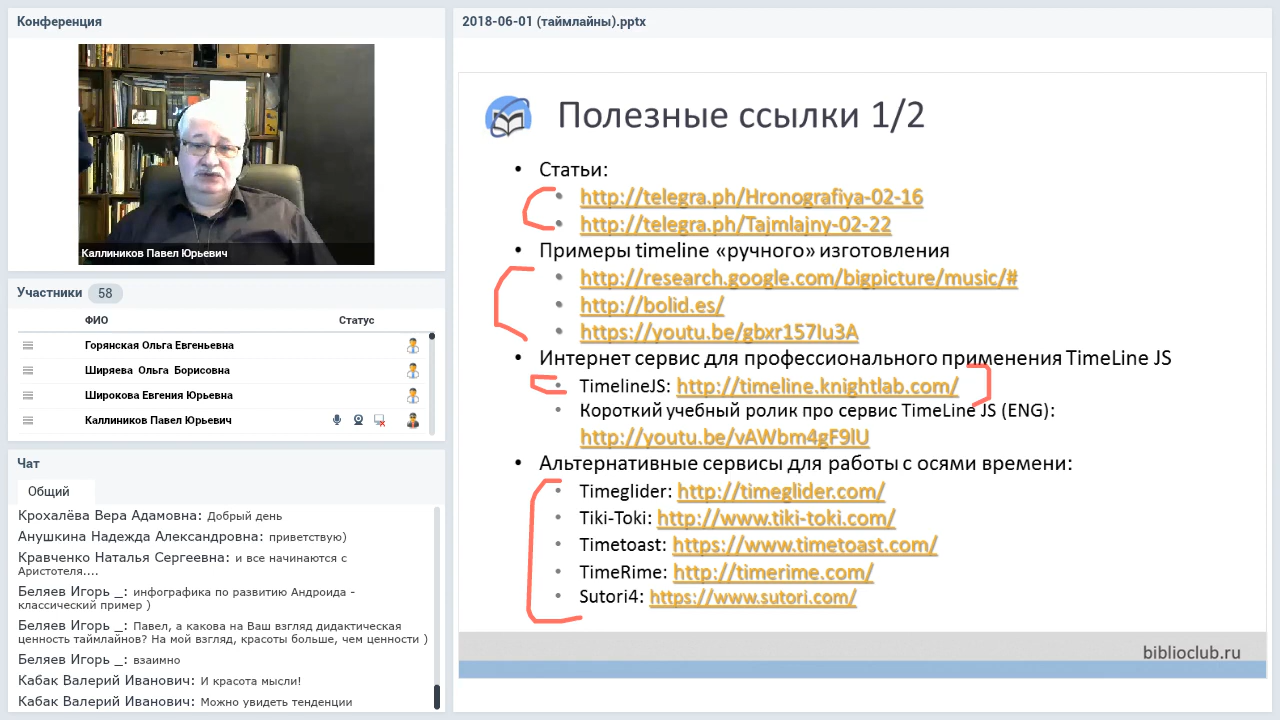 Конференция
Каллиников Павел Юрьевич
Участники 58
ФИО Статус
Горянская Ольга Евгеньевна
Ширяева Ольга Борисовна
Широкова Евгения Юрьевна
Каллиников Павел Юрьевич
Чат
Общий
Крохалёва Вера Адамовна: Добрый день
Анушкина Надежда Александровна: приветствую)
Кравченко Наталья Сергеевна: и все начинаются с
Аристотеля....
Беляев Игорь _: инфографика по развитию Андроида -
классический пример )
Беляев Игорь _: Павел, а какова на Ваш взгляд дидактическая
ценность таймлайнов? На мой взгляд, красоты больше, чем ценности )
Беляев Игорь _: взаимно
Кабак Валерий Иванович: И красота мысли!
Кабак Валерий Иванович: Можно увидеть тенденции
2018-06-01 (таймлайны).pptx
Полезные ссылки 1/2
• Статьи:
• http://telegra.ph/Hronografiya-02-16
• http://telegra.ph/Tajmlajny-02-22
• Примеры timeline «ручного» изготовления
• http://research.google.com/bigpicture/music/#
• http://bolid.es/
• https://youtu.be/gbxr157Iu3A
• Интернет сервис для профессионального применения TimeLine JS
• TimelineJS: http://timeline.knightlab.com/
• Короткий учебный ролик про сервис TimeLine JS (ENG):
http://youtu.be/vAWbm4gF9lU
• Альтернативные сервисы для работы с осями времени:
• Timeglider: http://timeglider.com/
• Tiki-Toki: http://www.tiki-toki.com/
• Timetoast: https://www.timetoast.com/
• TimeRime: http://timerime.com/
• Sutori4: https://www.sutori.com/
biblioclub.ru